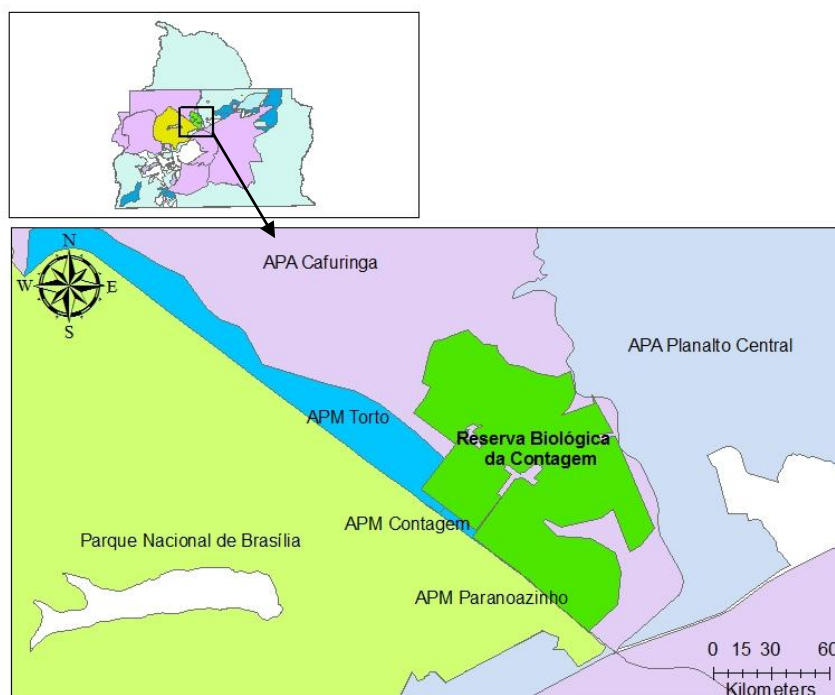 APA Cafuringa
N
W
E
S
APA Planalto Central
APM Torto
Reserva Biológica
da Contagem
APM Contagem
Parque Nacional de Brasília
APM Paranoazinho
0 15 30 60
Kilometers